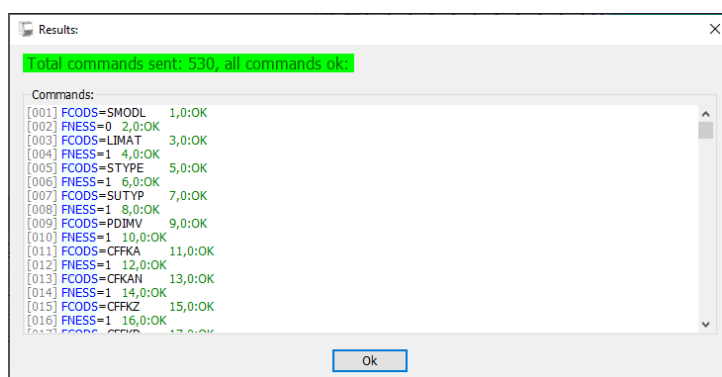 Results:
Total commands sent: 530, all commands ok:
Commands:
[001] FCODS=SMODL 1,0:OK
[002] FNESS=0 2,0:OK
[003] FCODS=LIMAT 3,0:OK
[004] FNESS=1 4,0:OK
[005] FCODS=STYPE 5,0:OK
[006] FNESS=1 6,0:OK
[007] FCODS=SUTYP 7,0:OK
[008] FNESS=1 8,0:OK
[009] FCODS=PDIMV 9,0:OK
[010] FNESS=1 10,0:OK
[011] FCODS=CFFKA 11,0:OK
[012] FNESS=1 12,0:OK
[013] FCODS=CFKAN 13,0:OK
[014] FNESS=1 14,0:OK
[015] FCODS=CFFKZ 15,0:OK
[016] FNESS=1 16,0:OK
Ok